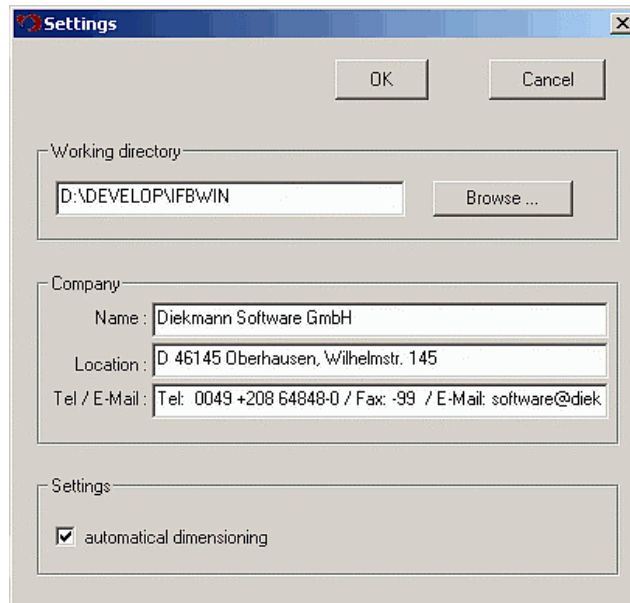 Settings
OK Cancel
Working directory
D:\DEVELOP\IFBWIN Browse ...
Company
Name : Diekmann Software GmbH
Location : D 46145 Oberhausen, Wilhelmstr. 145
Tel / E-Mail : Tel:  0049 +208 64848-0 / Fax: -99  / E-Mail: software@diek
Settings
automatical dimensioning